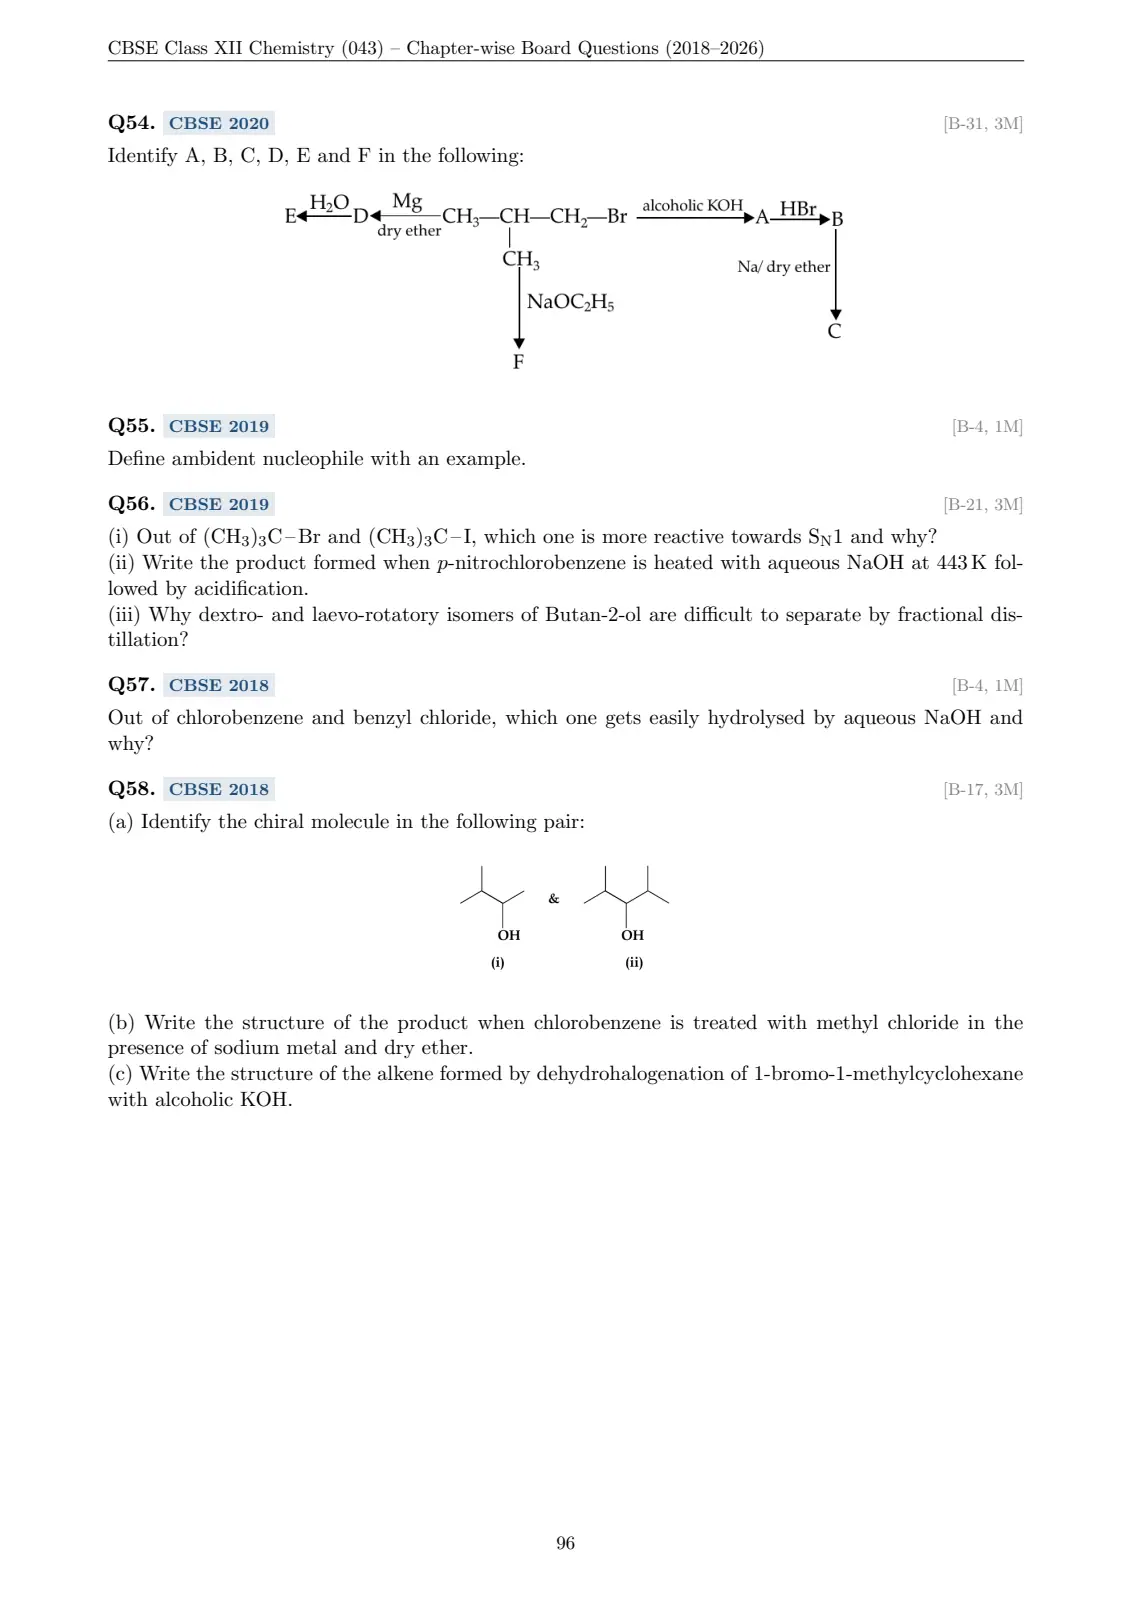 CBSE Class XII Chemistry (043) – Chapter-wise Board Questions (2018–2026)
Q54. CBSE 2020 [B-31, 3M]
Identify A, B, C, D, E and F in the following:
E H₂O D Mg dry ether CH₃—CH—CH₂—Br alcoholic KOH A HBr B
CH₃
Na/ dry ether
NaOC₂H₅
C
F
Q55. CBSE 2019 [B-4, 1M]
Define ambident nucleophile with an example.
Q56. CBSE 2019 [B-21, 3M]
(i) Out of (CH₃)₃C–Br and (CH₃)₃C–I, which one is more reactive towards S_N1 and why?
(ii) Write the product formed when p-nitrochlorobenzene is heated with aqueous NaOH at 443 K fol-
lowed by acidification.
(iii) Why dextro- and laevo-rotatory isomers of Butan-2-ol are difficult to separate by fractional dis-
tillation?
Q57. CBSE 2018 [B-4, 1M]
Out of chlorobenzene and benzyl chloride, which one gets easily hydrolysed by aqueous NaOH and
why?
Q58. CBSE 2018 [B-17, 3M]
(a) Identify the chiral molecule in the following pair:
&
OH OH
(i) (ii)
(b) Write the structure of the product when chlorobenzene is treated with methyl chloride in the
presence of sodium metal and dry ether.
(c) Write the structure of the alkene formed by dehydrohalogenation of 1-bromo-1-methylcyclohexane
with alcoholic KOH.
96